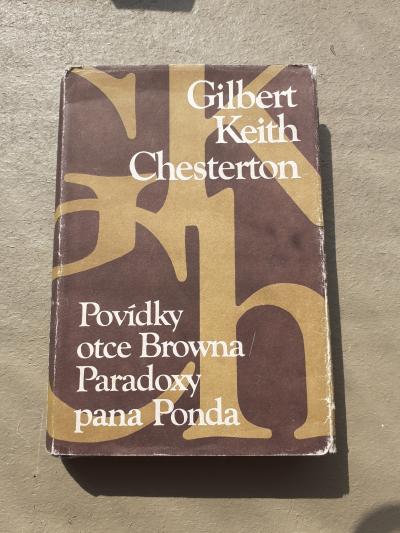 Gilbert
Keith
Chesterton
Povídky
otce Browna/
Paradoxy
pana Ponda